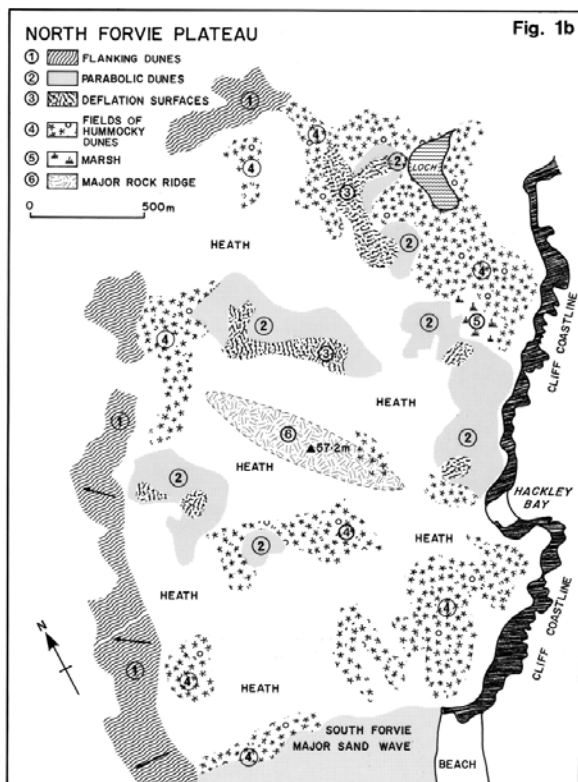 NORTH FORVIE PLATEAU
Fig. 1b
① FLANKING DUNES
② PARABOLIC DUNES
③ DEFLATION SURFACES
④ FIELDS OF
HUMMOCKY
DUNES
⑤ MARSH
⑥ MAJOR ROCK RIDGE
0 500m
①
④
④
②
LOCH
③
HEATH
②
④
②
②
⑤
④
③
CLIFF COASTLINE
HEATH
①
⑥
57·2m
②
②
HEATH
HACKLEY
BAY
④
②
HEATH
HEATH
④
N
①
④
HEATH
CLIFF COASTLINE
SOUTH FORVIE
MAJOR SAND WAVE
④
BEACH